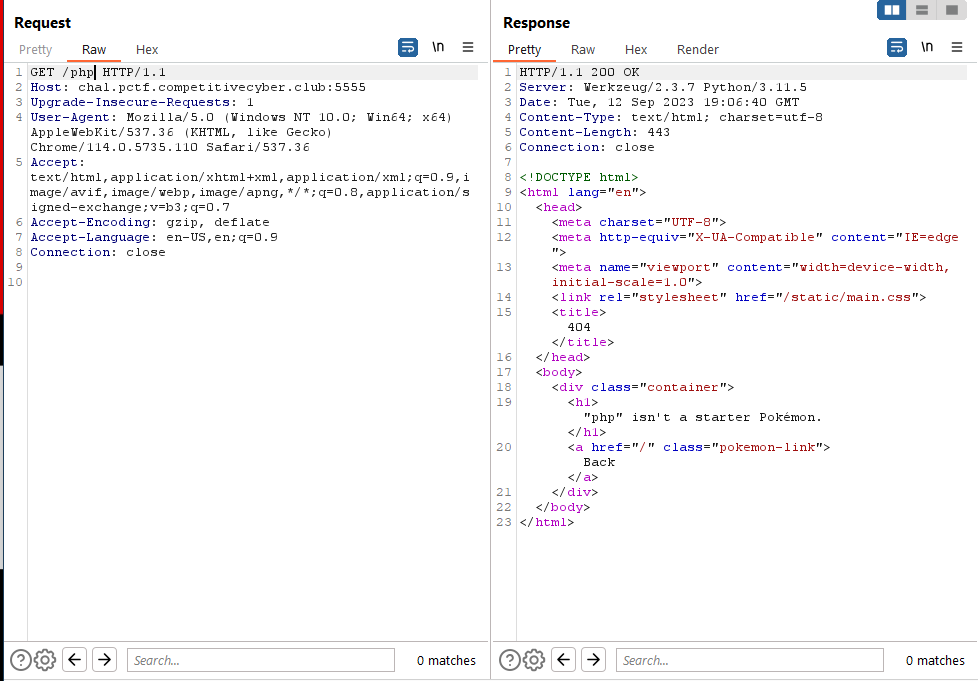 Request
Pretty Raw Hex \n
1 GET /php HTTP/1.1
2 Host: chal.pctf.competitivecyber.club:5555
3 Upgrade-Insecure-Requests: 1
4 User-Agent: Mozilla/5.0 (Windows NT 10.0; Win64; x64)
AppleWebKit/537.36 (KHTML, like Gecko)
Chrome/114.0.5735.110 Safari/537.36
5 Accept:
text/html,application/xhtml+xml,application/xml;q=0.9,i
mage/avif,image/webp,image/apng,*/*;q=0.8,application/s
igned-exchange;v=b3;q=0.7
6 Accept-Encoding: gzip, deflate
7 Accept-Language: en-US,en;q=0.9
8 Connection: close
9
10
Search...
0 matches
Response
Pretty Raw Hex Render \n
1 HTTP/1.1 200 OK
2 Server: Werkzeug/2.3.7 Python/3.11.5
3 Date: Tue, 12 Sep 2023 19:06:40 GMT
4 Content-Type: text/html; charset=utf-8
5 Content-Length: 443
6 Connection: close
7
8 <!DOCTYPE html>
9 <html lang="en">
10 <head>
11 <meta charset="UTF-8">
12 <meta http-equiv="X-UA-Compatible" content="IE=edge
">
13 <meta name="viewport" content="width=device-width,
initial-scale=1.0">
14 <link rel="stylesheet" href="/static/main.css">
15 <title>
404
</title>
16 </head>
17 <body>
18 <div class="container">
19 <h1>
"php" isn't a starter Pokémon.
</h1>
20 <a href="/" class="pokemon-link">
Back
</a>
21 </div>
22 </body>
23 </html>
Search...
0 matches